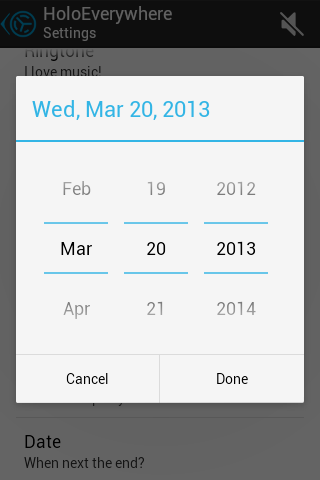 HoloEverywhere
Settings
Ringtone
I love music!
Wed, Mar 20, 2013
Feb 19 2012
Mar 20 2013
Apr 21 2014
Cancel Done
Date
When next the end?